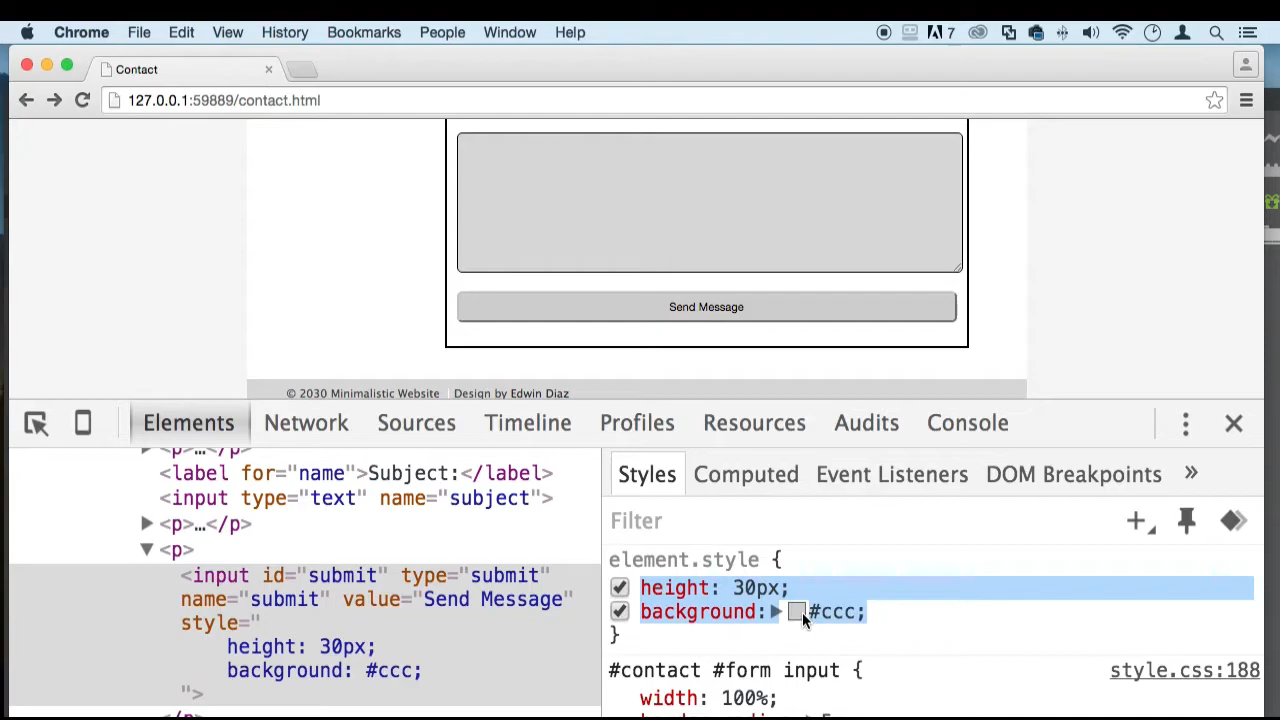 Chrome File Edit View History Bookmarks People Window Help 7
Contact
127.0.0.1:59889/contact.html
Send Message
© 2030 Minimalistic Website | Design by Edwin Diaz
Elements Network Sources Timeline Profiles Resources Audits Console
<p>…</p>
<label for="name">Subject:</label>
<input type="text" name="subject">
<p>…</p>
<p>
<input id="submit" type="submit"
name="submit" value="Send Message"
style="
height: 30px;
background: #ccc;
">
</p>
Styles Computed Event Listeners DOM Breakpoints »
Filter
element.style {
height: 30px;
background: #ccc;
}
#contact #form input { style.css:188
width: 100%;